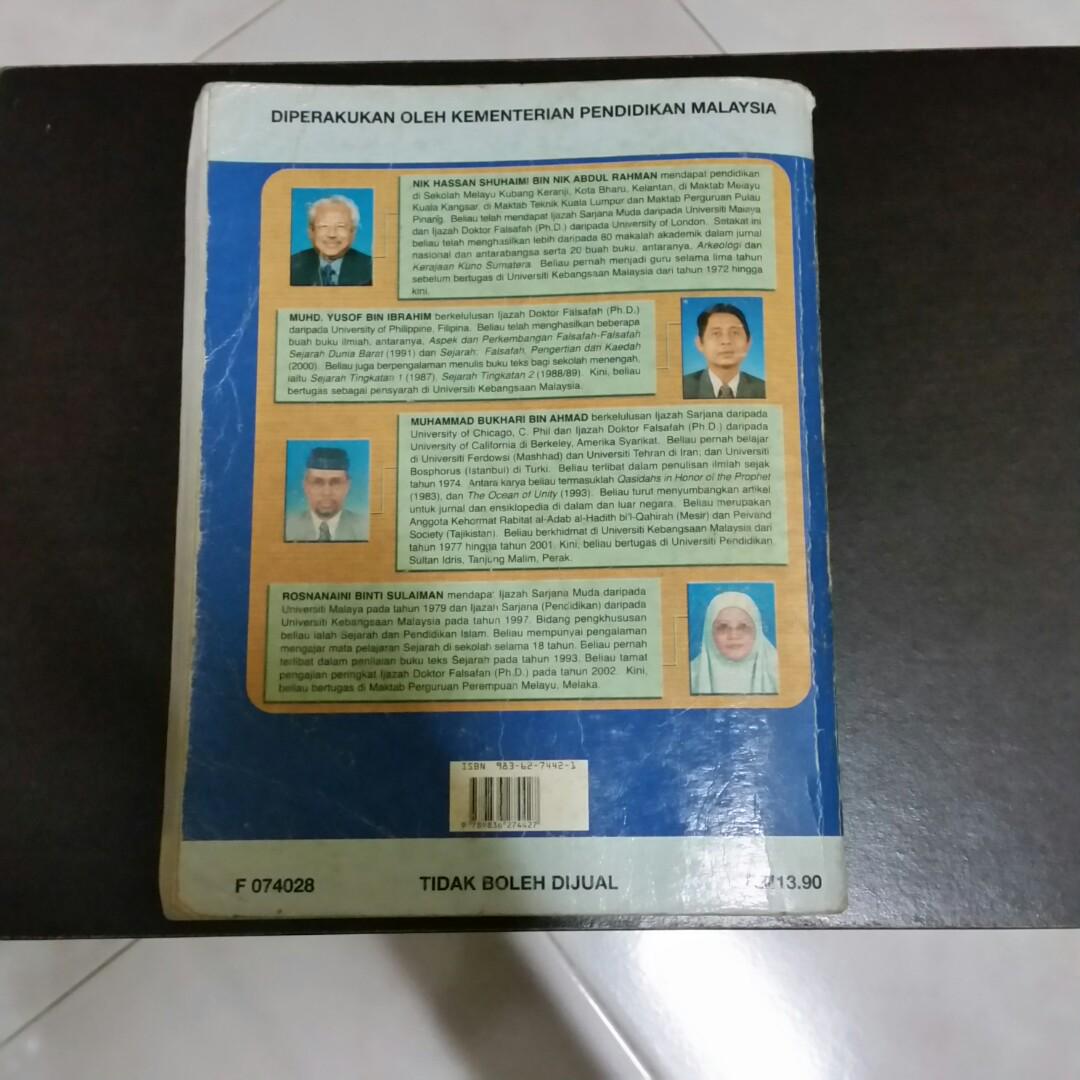 DIPERAKUKAN OLEH KEMENTERIAN PENDIDIKAN MALAYSIA
NIK HASSAN SHUHAIMI BIN NIK ABDUL RAHMAN mendapat pendidikan
di Sekolah Melayu Kubang Keranji, Kota Bharu, Kelantan, di Maktab Melayu
Kuala Kangsar, di Maktab Teknik Kuala Lumpur dan Maktab Perguruan Pulau
Pinang. Beliau telah mendapat Ijazah Sarjana Muda daripada Universiti Malaya
dan Ijazah Doktor Falsafah (Ph.D.) daripada University of London. Setakat ini
beliau telah menghasilkan lebih daripada 80 makalah akademik dalam jurnal
nasional dan antarabangsa serta 20 buah buku, antaranya, Arkeologi dan
Kerajaan Kuno Sumatera. Beliau pernah menjadi guru selama lima tahun
sebelum bertugas di Universiti Kebangsaan Malaysia dari tahun 1972 hingga
kini.
MUHD. YUSOF BIN IBRAHIM berkelulusan Ijazah Doktor Falsafah (Ph.D.)
daripada University of Philippine, Filipina. Beliau telah menghasilkan beberapa
buah buku ilmiah, antaranya, Aspek dan Perkembangan Falsafah-Falsafah
Sejarah Dunia Barat (1991) dan Sejarah: Falsafah, Pengertian dan Kaedah
(2000). Beliau juga berpengalaman menulis buku teks bagi sekolah menengah,
iaitu Sejarah Tingkatan 1 (1987), Sejarah Tingkatan 2 (1988/89). Kini, beliau
bertugas sebagai pensyarah di Universiti Kebangsaan Malaysia.
MUHAMMAD BUKHARI BIN AHMAD berkelulusan Ijazah Sarjana daripada
University of Chicago, C. Phil dan Ijazah Doktor Falsafah (Ph.D.) daripada
University of California di Berkeley, Amerika Syarikat. Beliau pernah belajar
di Universiti Ferdowsi (Mashhad) dan Universiti Tehran di Iran; dan Universiti
Bosphorus (Istanbul) di Turki. Beliau terlibat dalam penulisan ilmiah sejak
tahun 1974. Antara karya beliau termasuklah Qasidahs in Honor of the Prophet
(1983), dan The Ocean of Unity (1993). Beliau turut menyumbangkan artikel
untuk jurnal dan ensiklopedia di dalam dan luar negara. Beliau merupakan
Anggota Kehormat Rabitat al-Adab al-Hadith bi'l-Qahirah (Mesir) dan Peivand
Society (Tajikistan). Beliau berkhidmat di Universiti Kebangsaan Malaysia dari
tahun 1977 hingga tahun 2001. Kini, beliau bertugas di Universiti Pendidikan
Sultan Idris, Tanjung Malim, Perak.
ROSNANAINI BINTI SULAIMAN mendapat Ijazah Sarjana Muda daripada
Universiti Malaya pada tahun 1979 dan Ijazah Sarjana (Pendidikan) daripada
Universiti Kebangsaan Malaysia pada tahun 1997. Bidang pengkhususan
beliau ialah Sejarah dan Pendidikan Islam. Beliau mempunyai pengalaman
mengajar mata pelajaran Sejarah di sekolah selama 18 tahun. Beliau pernah
terlibat dalam penilaian buku teks Sejarah pada tahun 1993. Beliau tamat
pengajian peringkat Ijazah Doktor Falsafah (Ph.D.) pada tahun 2002. Kini,
beliau bertugas di Maktab Perguruan Perempuan Melayu, Melaka.
ISBN 983-62-7442-1
9 789836 274427
F 074028 TIDAK BOLEH DIJUAL 13.90